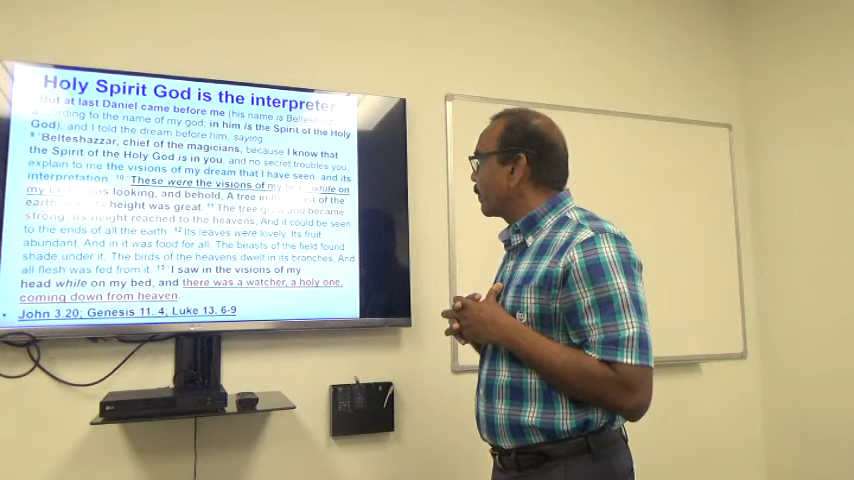 Holy Spirit God is the interpreter
But at last Daniel came before me (his name is
according to the name of my god; in him is the Spirit of the Holy
God), and I told the dream before him, saying
9 "Belteshazzar, chief of the magicians, because I know that
the Spirit of the Holy God is in you, and no secret troubles you,
explain to me the visions of my dream that I have seen, and its
interpretation. 10 "These were the visions of my while on
my looking, and behold, A tree in of the
earth, its height was great. 11 The tree grew and became
strong; Its height reached to the heavens, And it could be seen
to the ends of all the earth. 12 Its leaves were lovely, Its fruit
abundant, And in it was food for all. The beasts of the field found
shade under it, The birds of the heavens dwelt in its branches, And
all flesh was fed from it. 13 "I saw in the visions of my
head while on my bed, and there was a watcher, a holy one,
coming down from heaven.
• John 3.20; Genesis 11. 4; Luke 13. 6-9